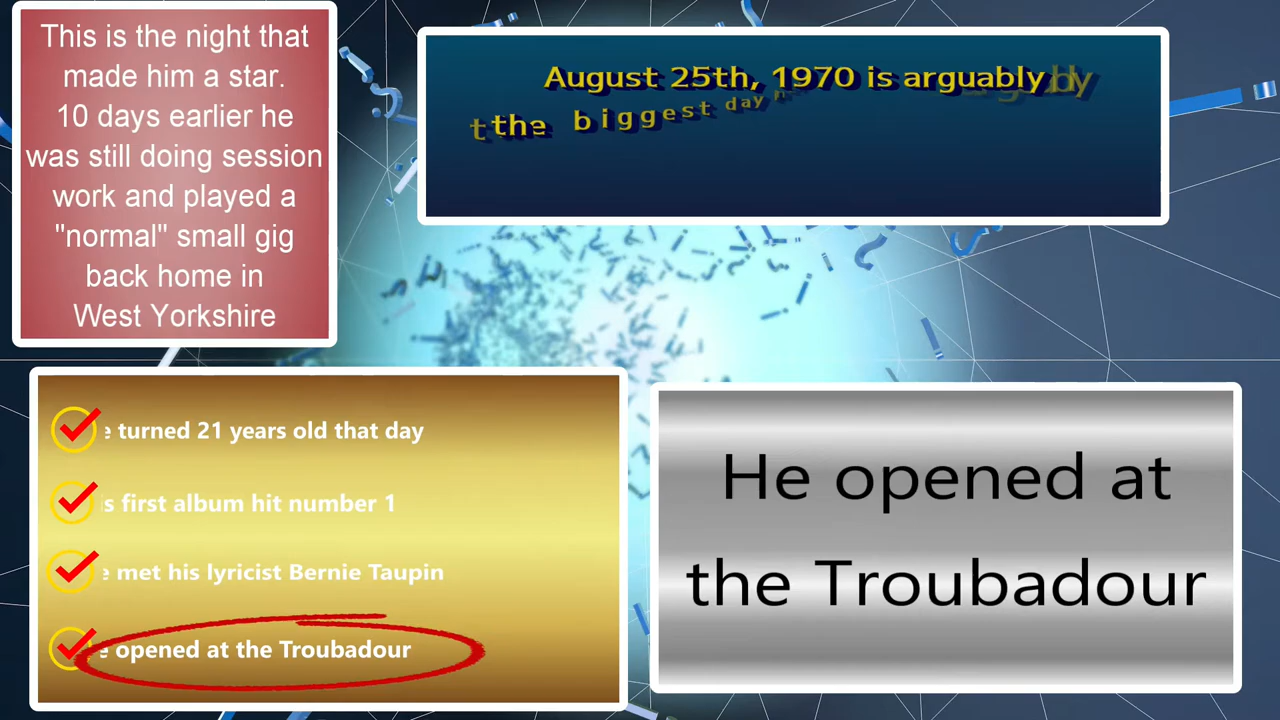 This is the night that
made him a star.
10 days earlier he
was still doing session
work and played a
"normal" small gig
back home in
West Yorkshire
August 25th, 1970 is arguably
the biggest day
e turned 21 years old that day
s first album hit number 1
e met his lyricist Bernie Taupin
e opened at the Troubadour
He opened at
the Troubadour